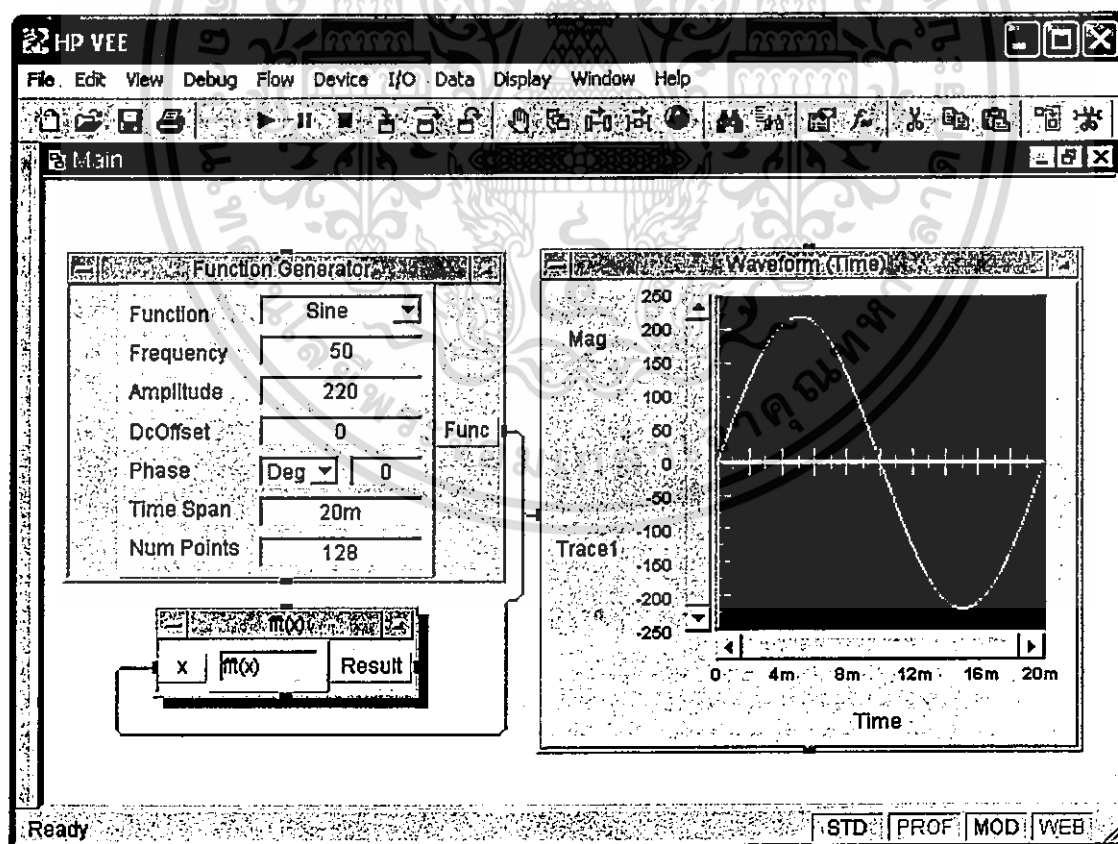 HP VEE
File Edit View Debug Flow Device I/O Data Display Window Help
Main
Function Generator
Function Sine
Frequency 50
Amplitude 220
DcOffset 0
Phase Deg 0
Time Span 20m
Num Points 128
Func
fft(x)
x fft(x) Result
Waveform (Time)
Mag
Trace1
250
200
150
100
50
0
-50
-100
-150
-200
-250
0 4m 8m 12m 16m 20m
Time
Ready STD PROF MOD WEB